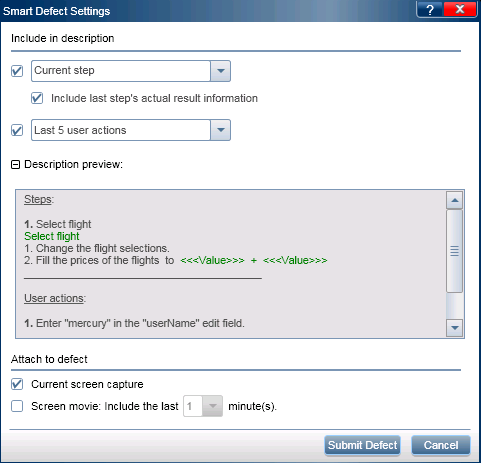 Smart Defect Settings
Include in description
Current step
Include last step's actual result information
Last 5 user actions
Description preview:
Steps:
1. Select flight
Select flight
1. Change the flight selections.
2. Fill the prices of the flights to <<<Value>>> + <<<Value>>>
User actions:
1. Enter "mercury" in the "userName" edit field.
Attach to defect
Current screen capture
Screen movie: Include the last 1 minute(s).
Submit Defect Cancel